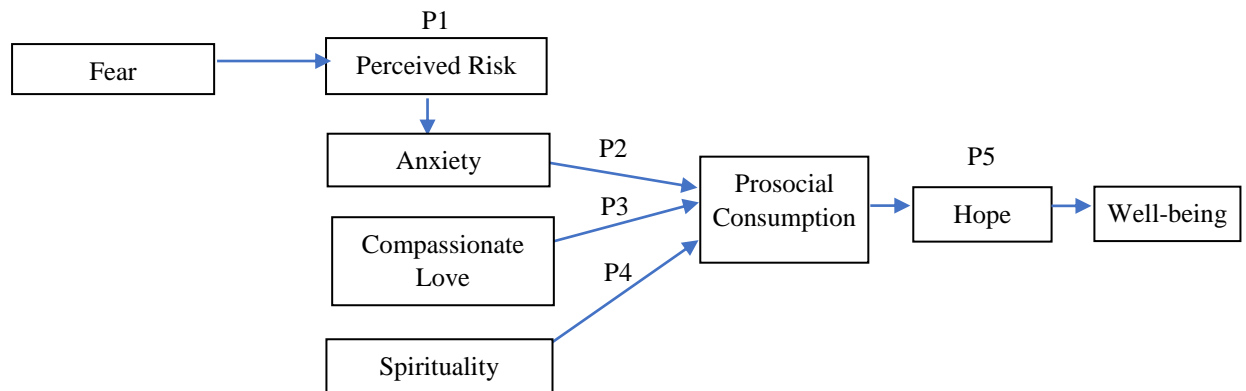 P1
Fear
Perceived Risk
Anxiety
P2
P3
Compassionate
Love
P4
Spirituality
Prosocial
Consumption
P5
Hope
Well-being